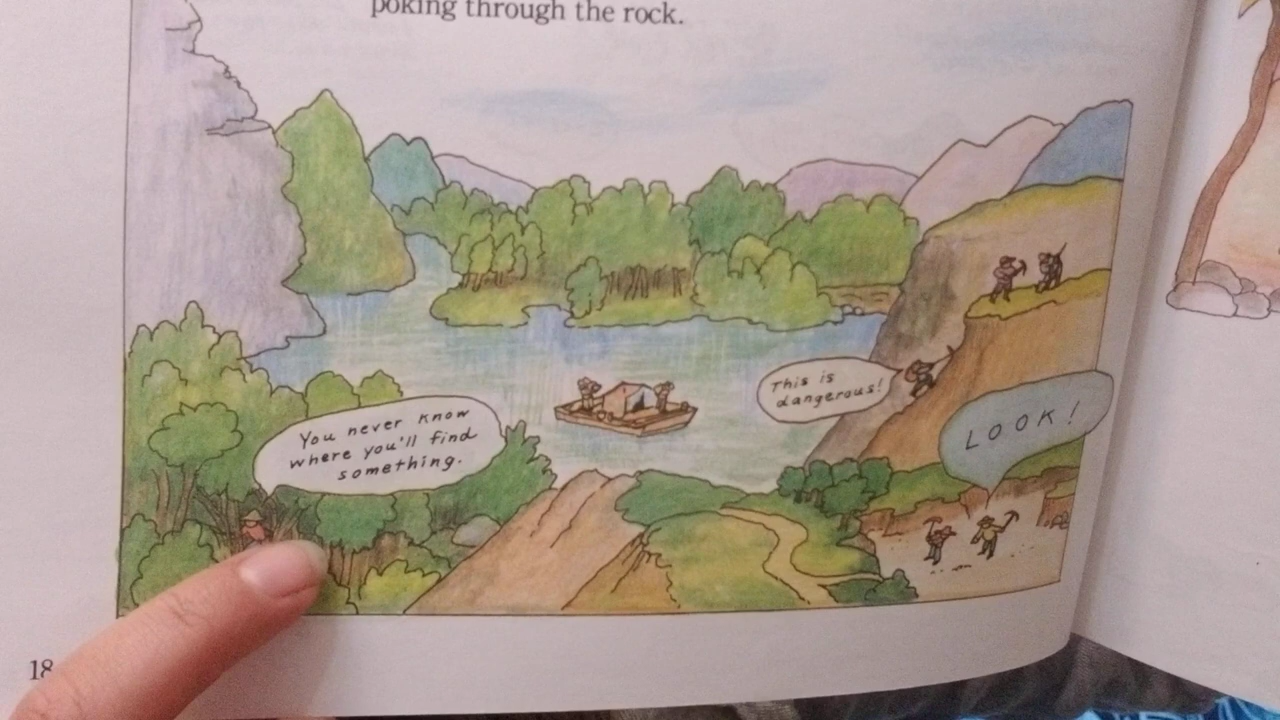 poking through the rock.
This is
dangerous!
You never know
where you'll find
something.
LOOK!
18